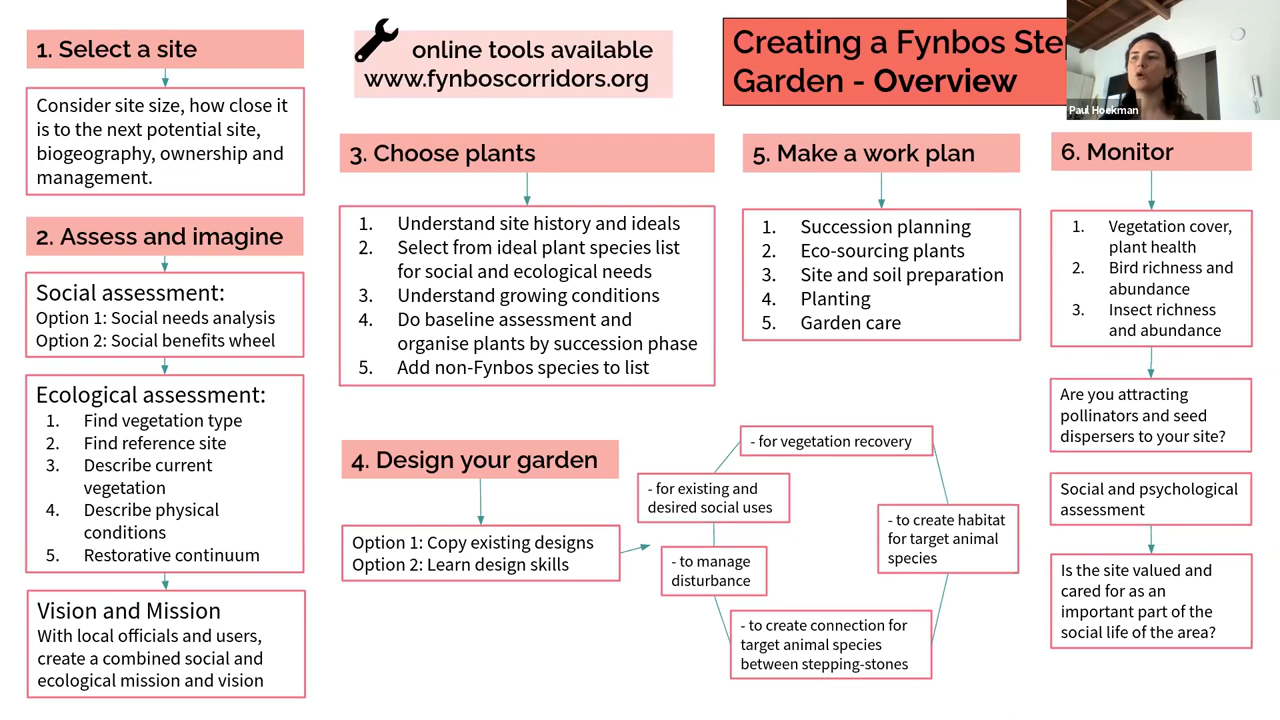 1. Select a site
Consider site size, how close it
is to the next potential site,
biogeography, ownership and
management.
2. Assess and imagine
Social assessment:
Option 1: Social needs analysis
Option 2: Social benefits wheel
Ecological assessment:
1. Find vegetation type
2. Find reference site
3. Describe current
vegetation
4. Describe physical
conditions
5. Restorative continuum
Vision and Mission
With local officials and users,
create a combined social and
ecological mission and vision
online tools available
www.fynboscorridors.org
Creating a Fynbos Ste
Garden - Overview
Paul Hoekman
3. Choose plants
1. Understand site history and ideals
2. Select from ideal plant species list
for social and ecological needs
3. Understand growing conditions
4. Do baseline assessment and
organise plants by succession phase
5. Add non-Fynbos species to list
4. Design your garden
Option 1: Copy existing designs
Option 2: Learn design skills
- for vegetation recovery
- for existing and
desired social uses
- to create habitat
for target animal
species
- to manage
disturbance
- to create connection for
target animal species
between stepping-stones
5. Make a work plan
1. Succession planning
2. Eco-sourcing plants
3. Site and soil preparation
4. Planting
5. Garden care
6. Monitor
1. Vegetation cover,
plant health
2. Bird richness and
abundance
3. Insect richness
and abundance
Are you attracting
pollinators and seed
dispersers to your site?
Social and psychological
assessment
Is the site valued and
cared for as an
important part of the
social life of the area?